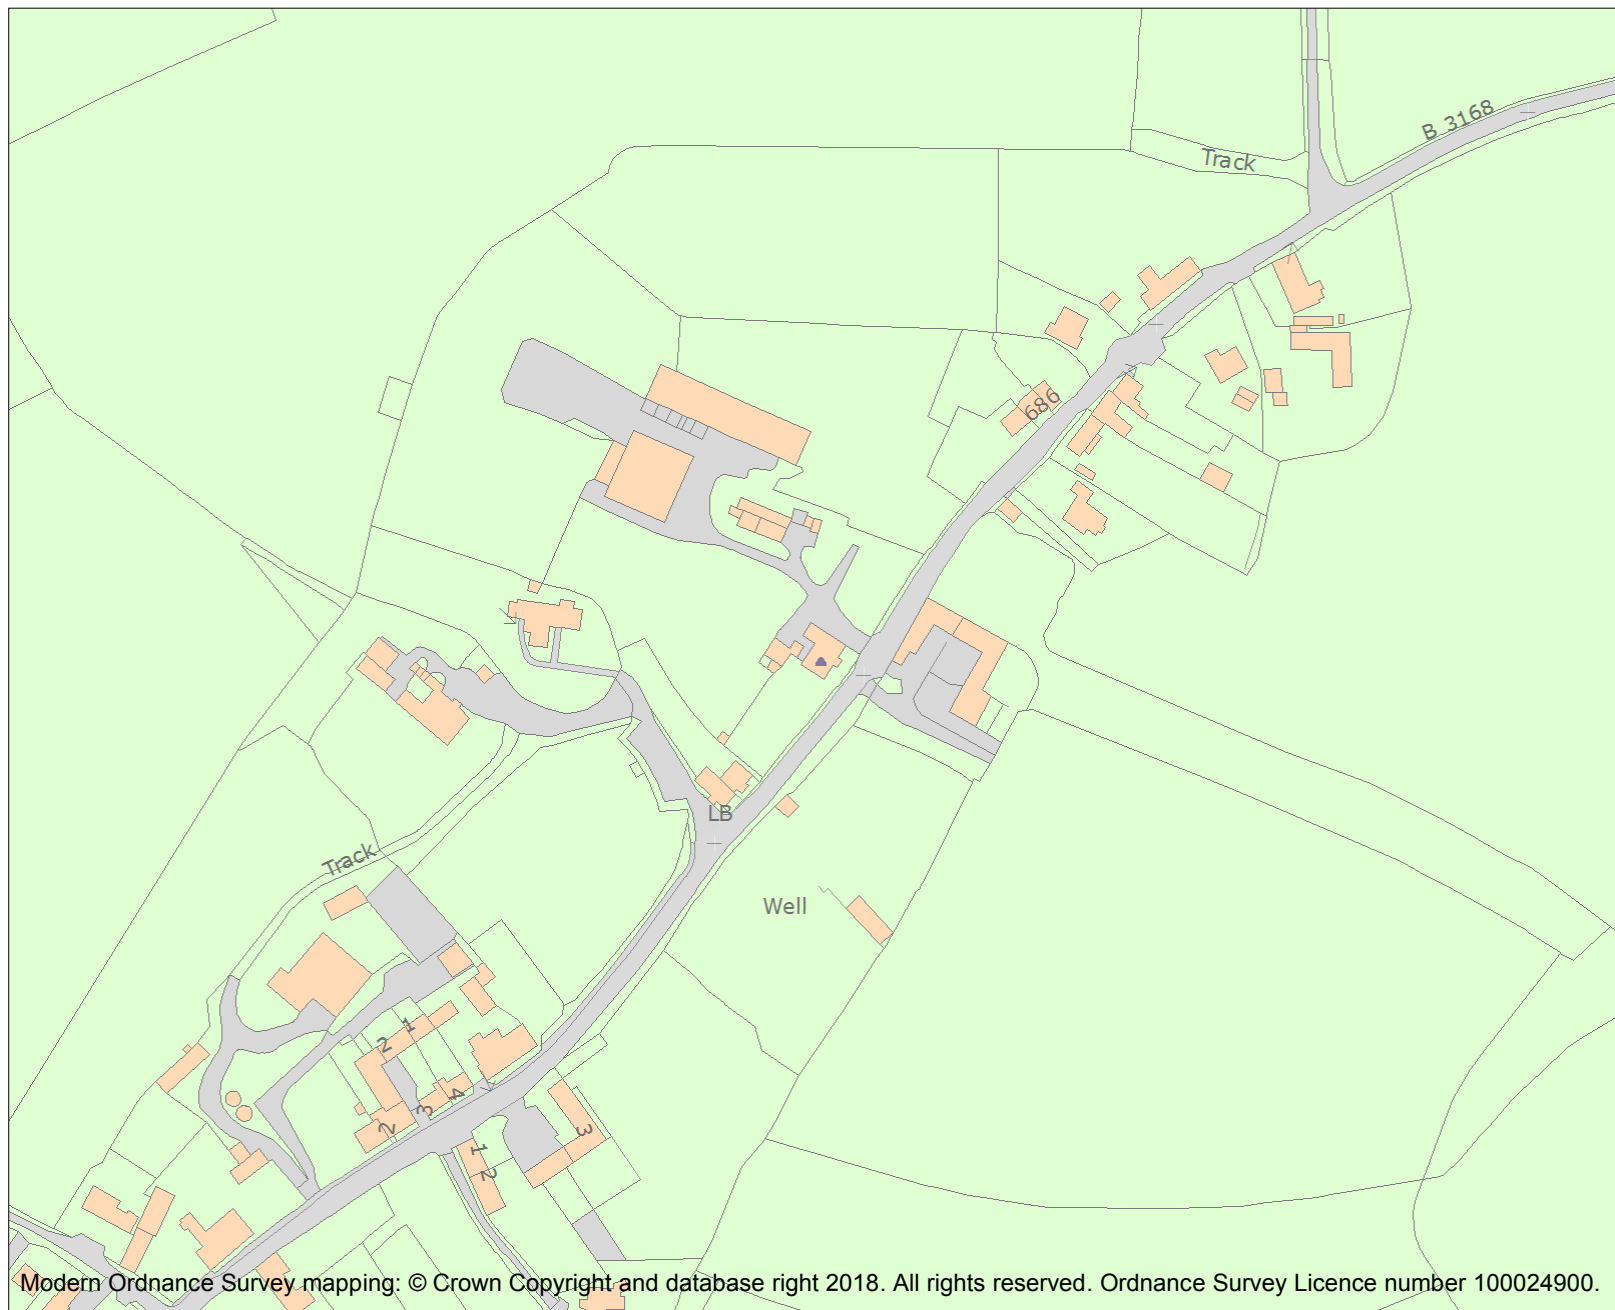 B 3168
Track
686
LB
Track
Well
1
2
4
3
2
3
1
2
Modern Ordnance Survey mapping: © Crown Copyright and database right 2018. All rights reserved. Ordnance Survey Licence number 100024900.